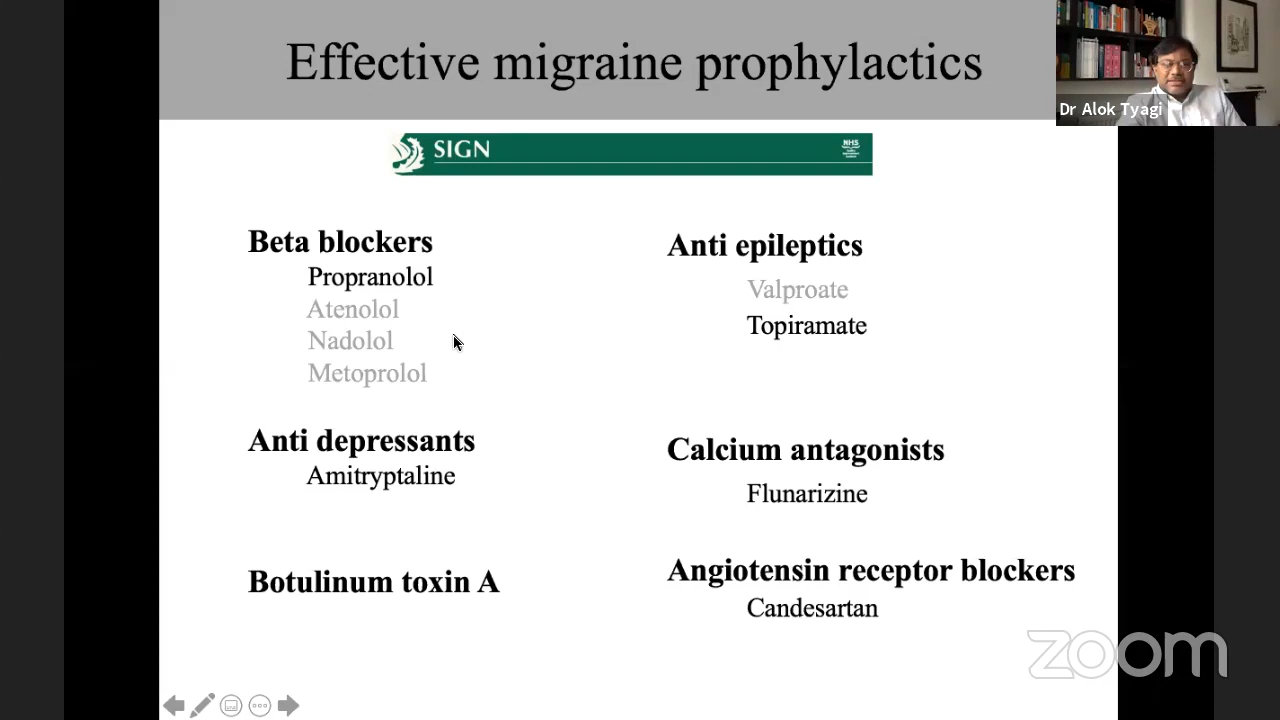 Effective migraine prophylactics
Dr Alok Tyagi
SIGN
NHS
Beta blockers
Propranolol
Atenolol
Nadolol
Metoprolol
Anti depressants
Amitryptaline
Botulinum toxin A
Anti epileptics
Valproate
Topiramate
Calcium antagonists
Flunarizine
Angiotensin receptor blockers
Candesartan
zoom